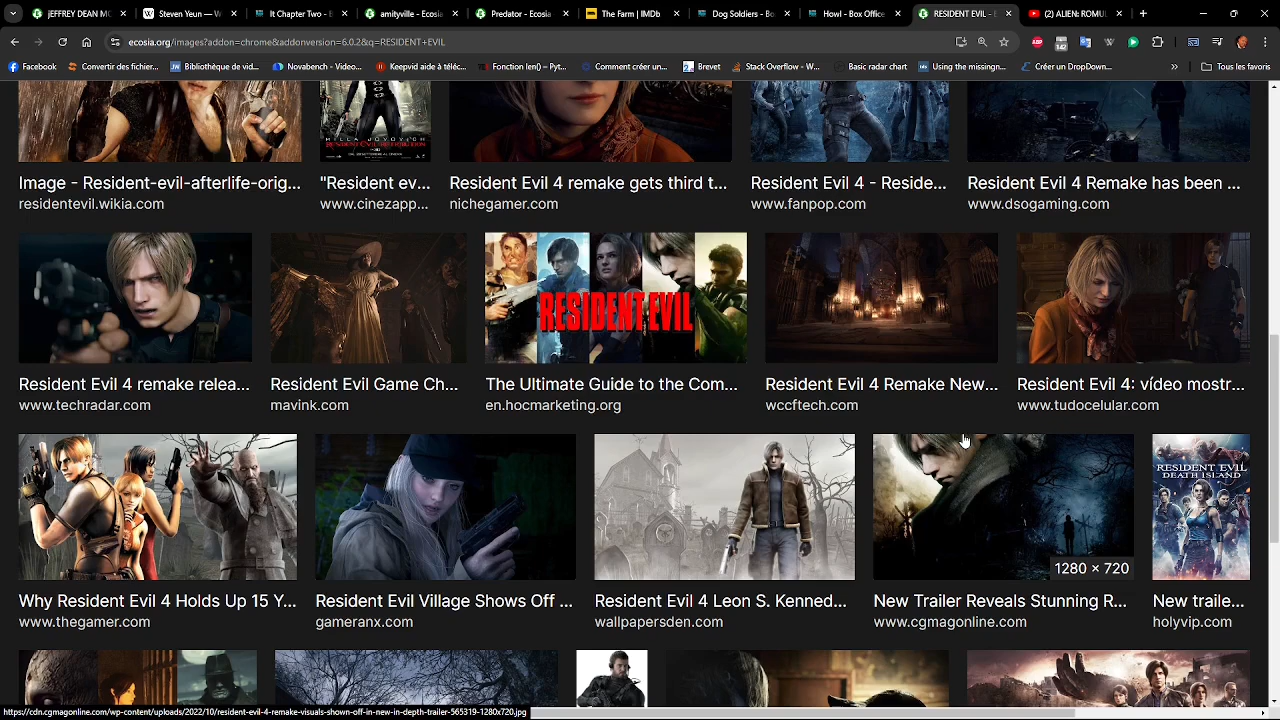 jEFFREY DEAN MO
Steven Yeun — W
It Chapter Two - B
amityville - Ecosia
Predator - Ecosia
The Farm | IMDb
Dog Soldiers - Bo
Howl - Box Office
RESIDENT EVIL - E
(2) ALIEN: ROMUL
ecosia.org/images?addon=chrome&addonversion=6.0.2&q=RESIDENT+EVIL
Facebook
Convertir des fichier...
Bibliothèque de vid...
Novabench - Video...
Keepvid aide à téléc...
Fonction len() – Pyt...
Comment créer un...
Brevet
Stack Overflow - W...
Basic radar chart
Using the missingn...
Créer un DropDown...
Tous les favoris
MILLA JOVOVICH
RESIDENT EVIL RETRIBUTION
Image - Resident-evil-afterlife-orig...
"Resident ev...
Resident Evil 4 remake gets third t...
Resident Evil 4 - Reside...
Resident Evil 4 Remake has been ...
residentevil.wikia.com
www.cinezapp...
nichegamer.com
www.fanpop.com
www.dsogaming.com
RESIDENT EVIL
Resident Evil 4 remake relea...
Resident Evil Game Ch...
The Ultimate Guide to the Com...
Resident Evil 4 Remake New...
Resident Evil 4: vídeo mostr...
www.techradar.com
mavink.com
en.hocmarketing.org
wccftech.com
www.tudocelular.com
RESIDENT EVIL
DEATH ISLAND
1280 × 720
Why Resident Evil 4 Holds Up 15 Y...
Resident Evil Village Shows Off ...
Resident Evil 4 Leon S. Kenned...
New Trailer Reveals Stunning R...
New traile...
www.thegamer.com
gameranx.com
wallpapersden.com
www.cgmagonline.com
holyvip.com
https://cdn.cgmagonline.com/wp-content/uploads/2022/10/resident-evil-4-remake-visuals-shown-off-in-new-in-depth-trailer-565319-1280x720.jpg